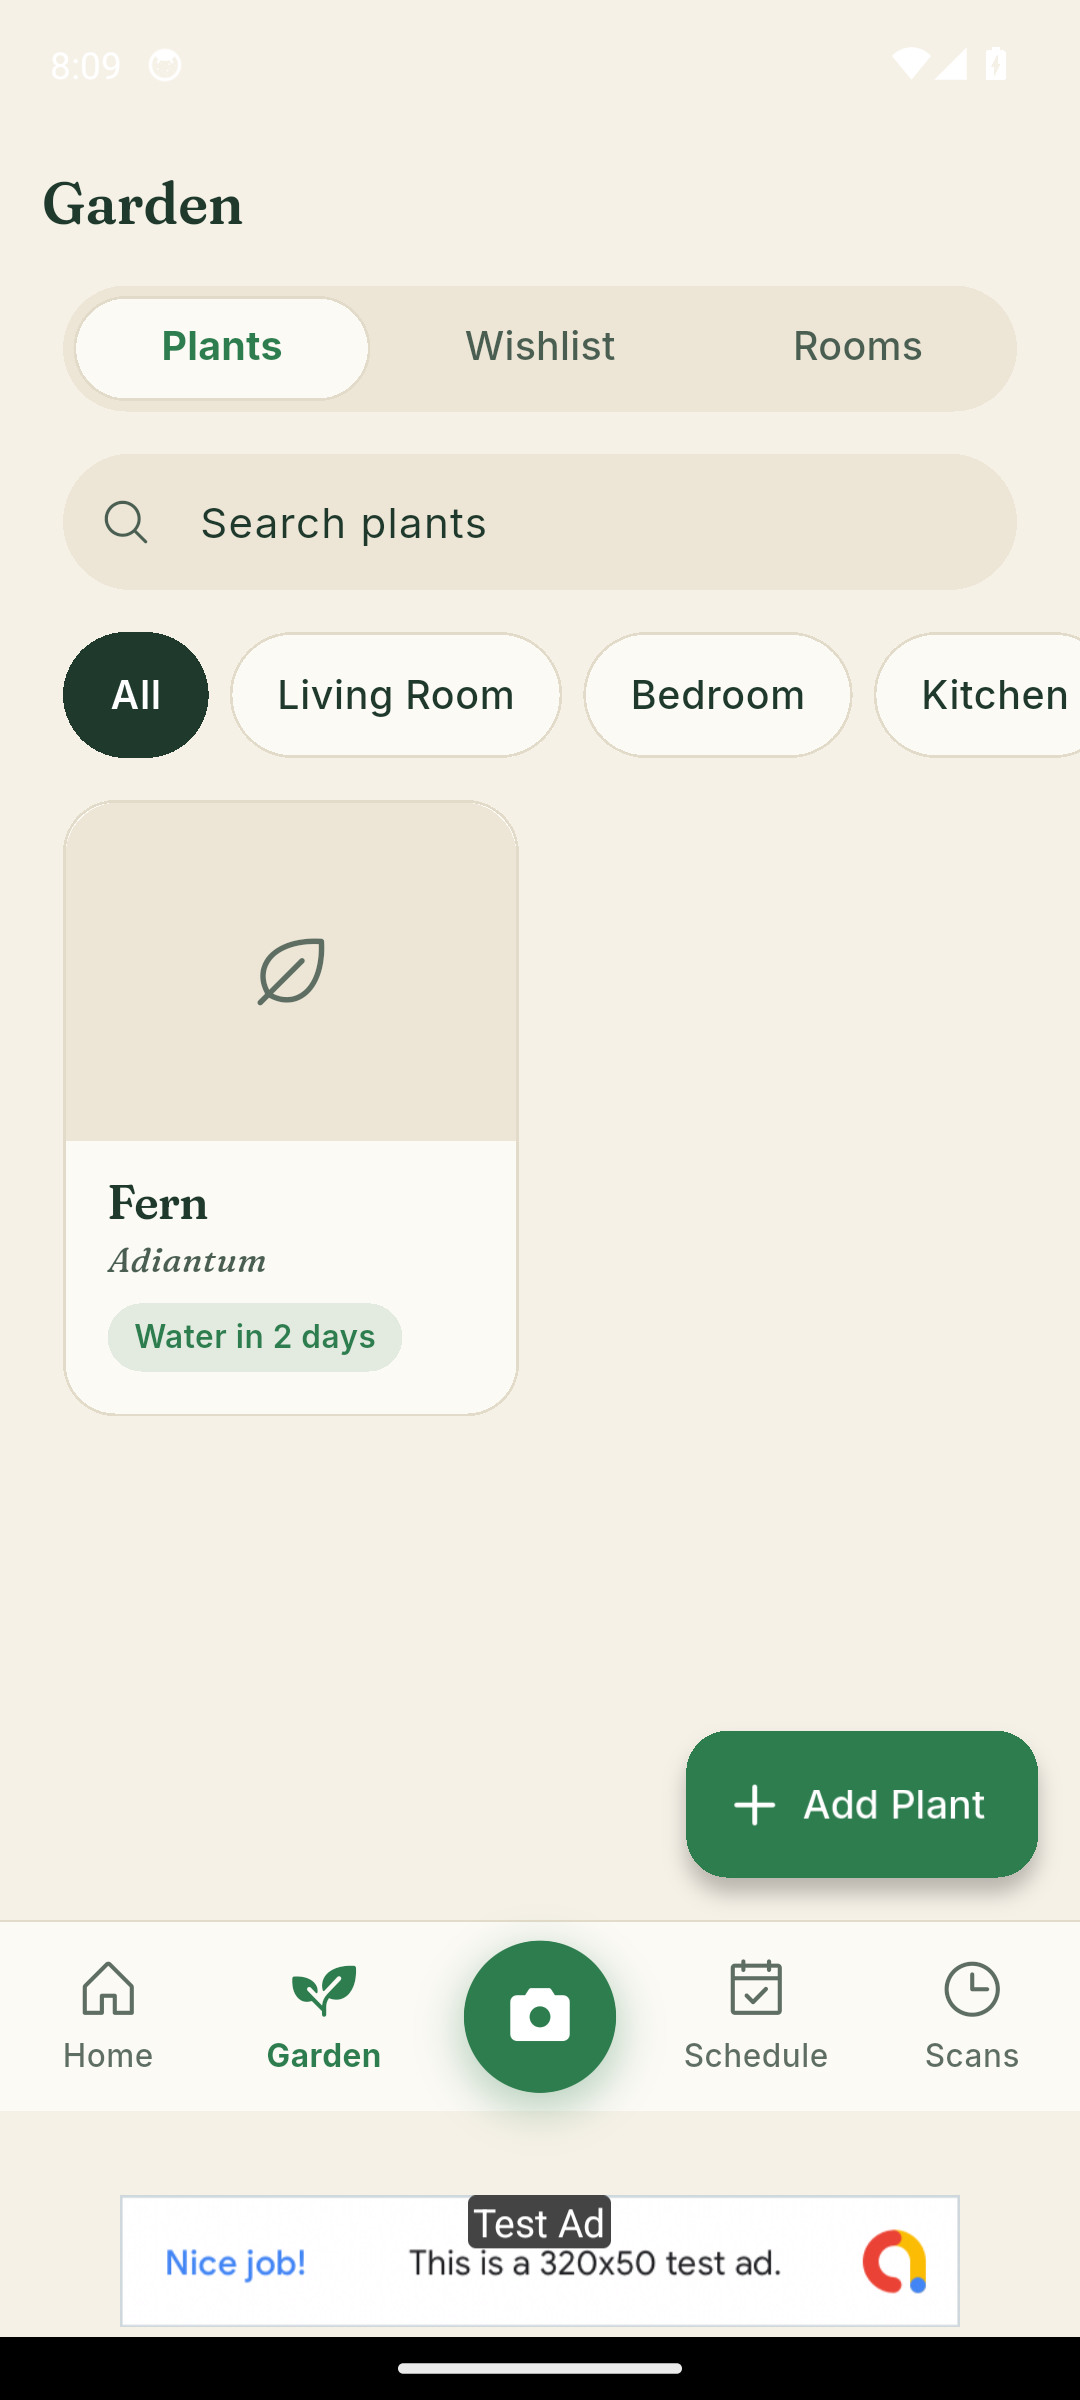 8:09
Garden
Plants Wishlist Rooms
Search plants
All Living Room Bedroom Kitchen
Fern
Adiantum
Water in 2 days
Add Plant
Home Garden Schedule Scans
Test Ad
Nice job! This is a 320x50 test ad.